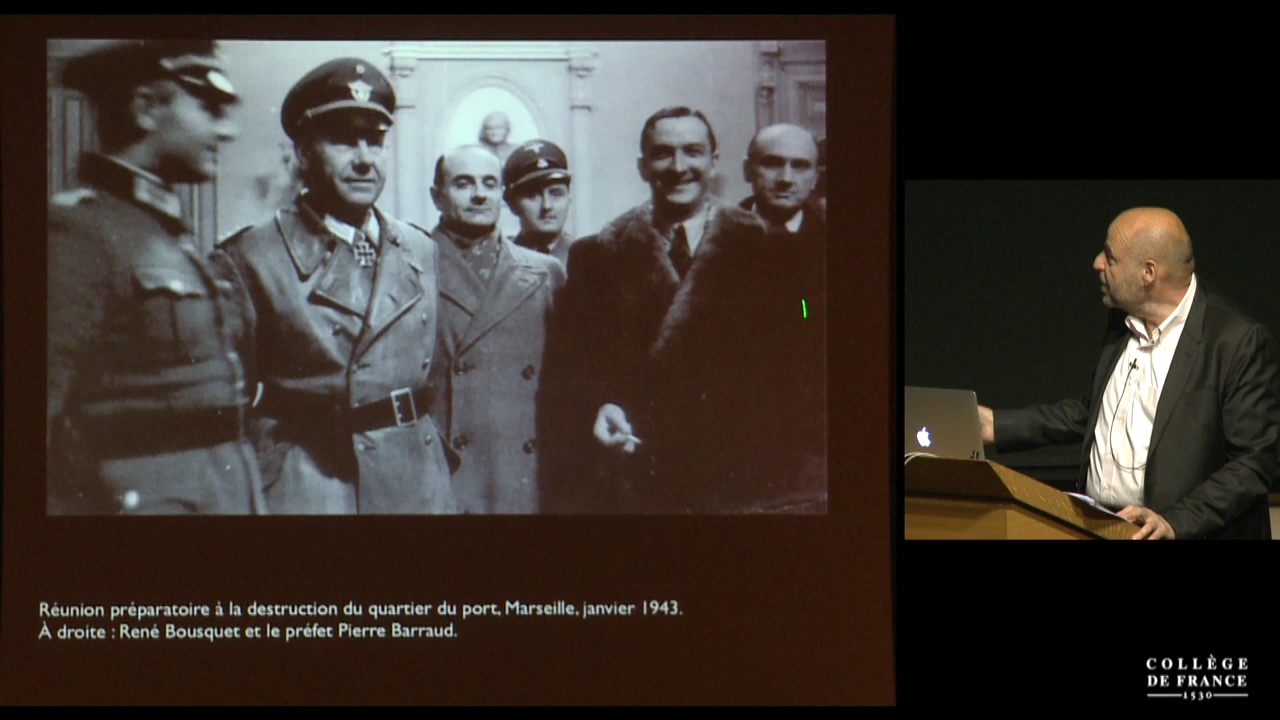 Réunion préparatoire à la destruction du quartier du port, Marseille, janvier 1943.
À droite : René Bousquet et le préfet Pierre Barraud.
COLLÈGE
DE FRANCE
1530